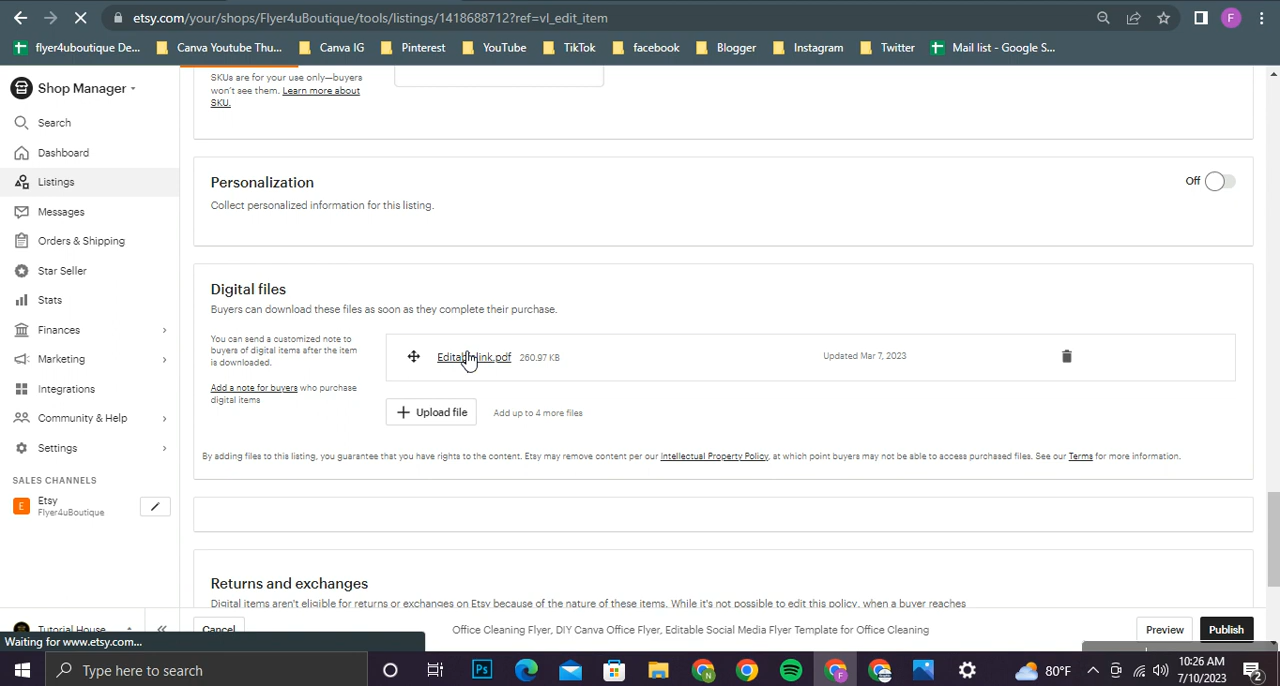 etsy.com/your/shops/Flyer4uBoutique/tools/listings/1418688712?ref=vl_edit_item
F
flyer4uboutique De...
Canva Youtube Thu...
Canva IG
Pinterest
YouTube
TikTok
facebook
Blogger
Instagram
Twitter
Mail list - Google S...
Shop Manager
Search
Dashboard
Listings
Messages
Orders & Shipping
Star Seller
Stats
Finances
Marketing
Integrations
Community & Help
Settings
SALES CHANNELS
E
Etsy
Flyer4uBoutique
Tutorial House
SKUs are for your use only—buyers
won't see them. Learn more about
SKU.
Personalization
Off
Collect personalized information for this listing.
Digital files
Buyers can download these files as soon as they complete their purchase.
You can send a customized note to
buyers of digital items after the item
is downloaded.
Add a note for buyers who purchase
digital items
link.pdf 260.97 KB
Updated Mar 7, 2023
Upload file
Add up to 4 more files
By adding files to this listing, you guarantee that you have rights to the content. Etsy may remove content per our Intellectual Property Policy, at which point buyers may not be able to access purchased files. See our Terms for more information.
Returns and exchanges
Digital items aren't eligible for returns or exchanges on Etsy because of the nature of these items. While it's not possible to edit this policy, when a buyer reaches
Cancel
Office Cleaning Flyer, DIY Canva Office Flyer, Editable Social Media Flyer Template for Office Cleaning
Preview
Publish
Waiting for www.etsy.com...
Type here to search
Ps
N
F
80°F
10:26 AM
7/10/2023
2